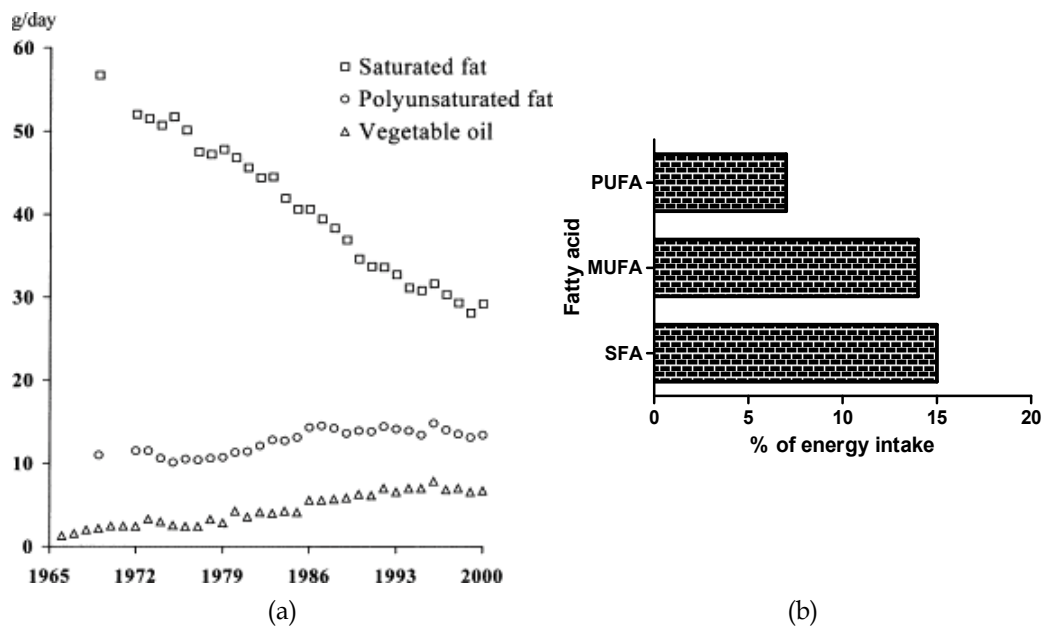 g/day
60
50
40
30
20
10
0
1965 1972 1979 1986 1993 2000
Saturated fat
Polyunsaturated fat
Vegetable oil
(a)
Fatty acid
PUFA
MUFA
SFA
0 5 10 15 20
% of energy intake
(b)